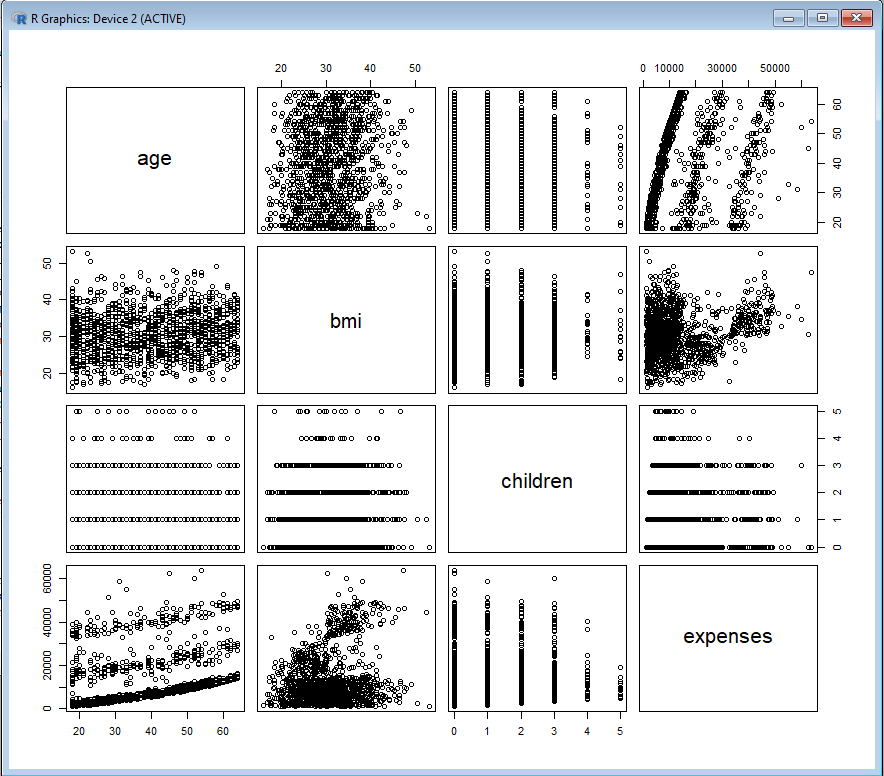 R Graphics: Device 2 (ACTIVE)
20 30 40 50
0 10000 30000 50000
age
20 30 40 50 60
20 30 40 50
bmi
children
0 1 2 3 4 5
0 20000 40000 60000
expenses
20 30 40 50 60
0 1 2 3 4 5